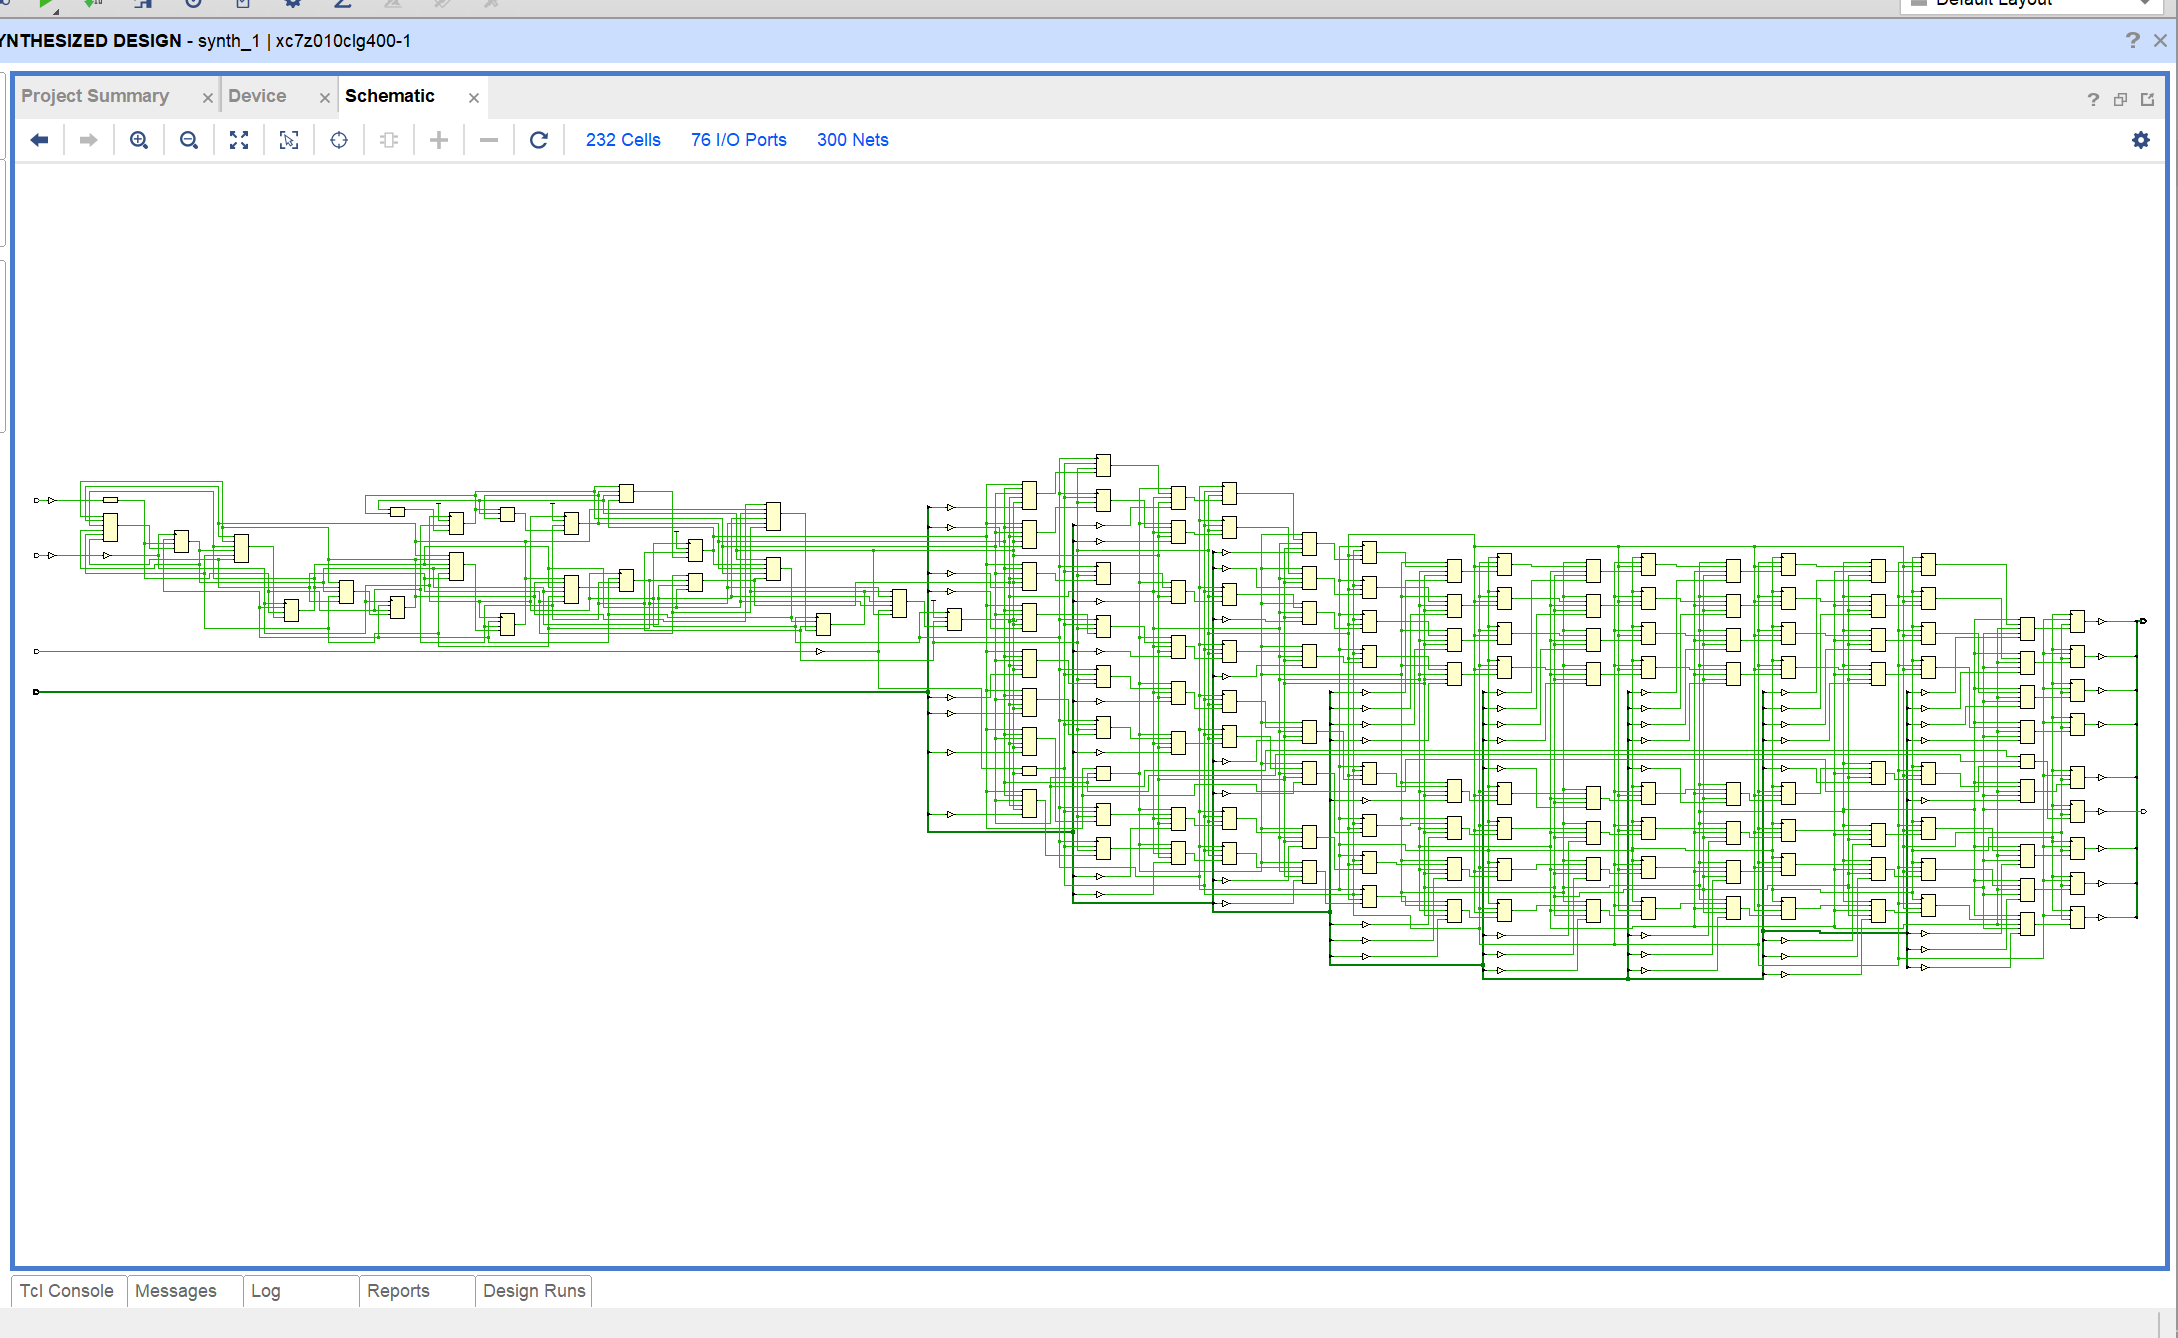 Default Layout
YNTHESIZED DESIGN - synth_1 | xc7z010clg400-1
Project Summary Device Schematic
232 Cells 76 I/O Ports 300 Nets
Tcl Console Messages Log Reports Design Runs